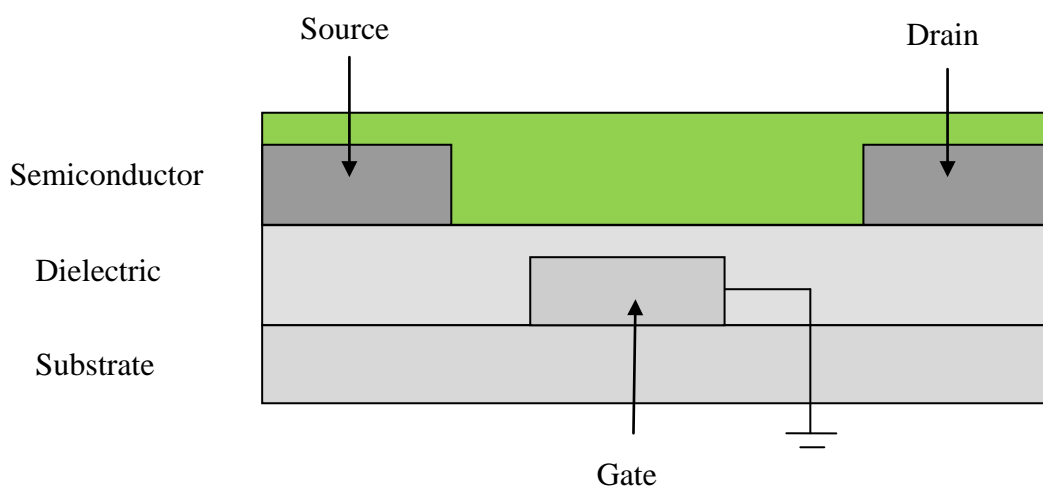 Source
Drain
Semiconductor
Dielectric
Substrate
Gate